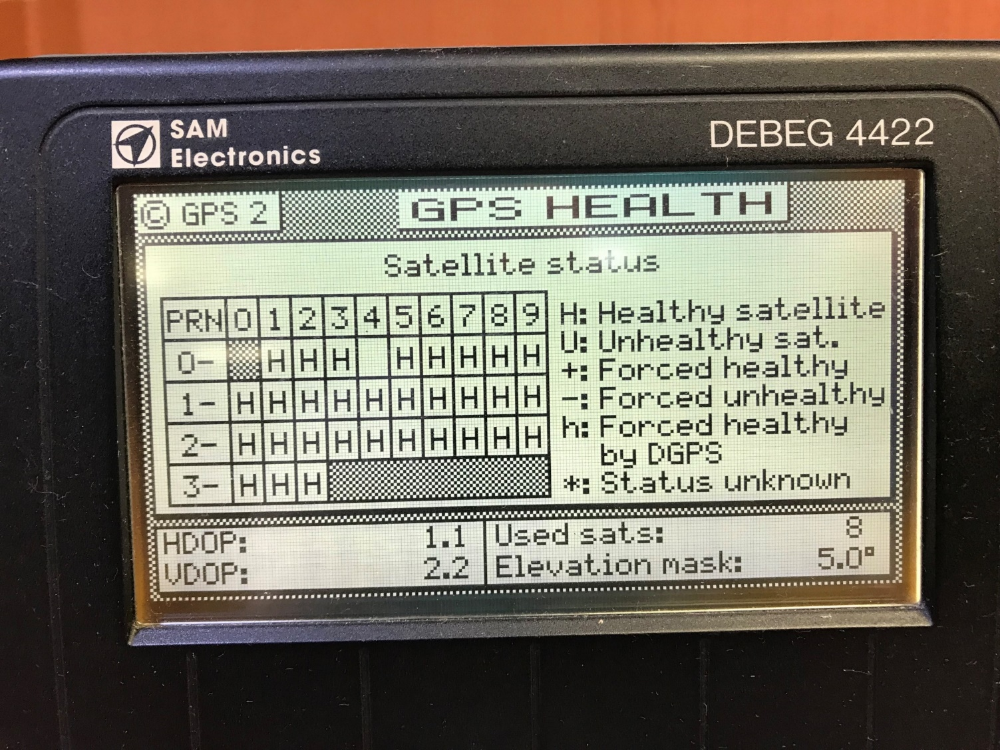 SAM
Electronics
DEBEG 4422
© GPS 2
GPS HEALTH
Satellite status
PRN 0 1 2 3 4 5 6 7 8 9
0- H H H H H H H H
1- H H H H H H H H H H
2- H H H H H H H H H H
3- H H H
H: Healthy satellite
U: Unhealthy sat.
+: Forced healthy
-: Forced unhealthy
h: Forced healthy
by DGPS
*: Status unknown
HDOP: 1.1
VDOP: 2.2
Used sats: 8
Elevation mask: 5.0°